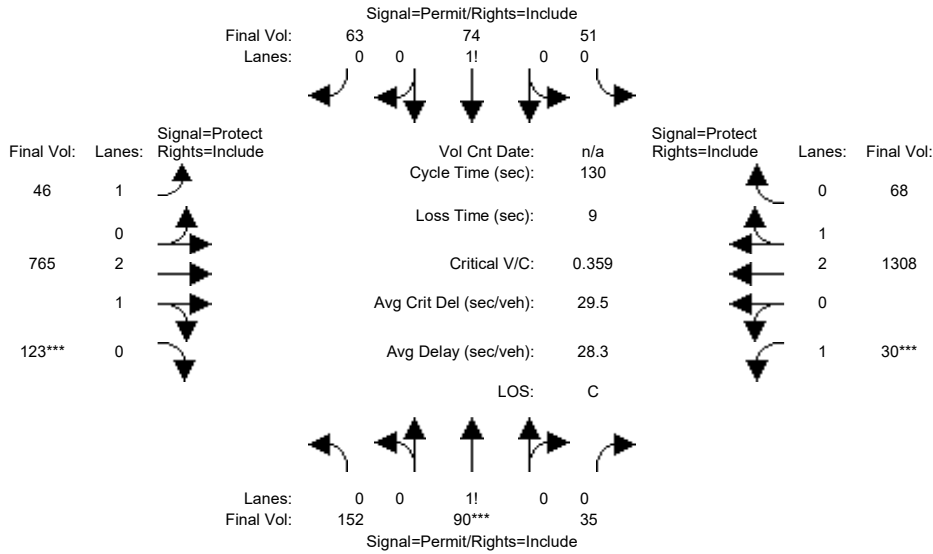 Signal=Permit/Rights=Include
Final Vol: 63 74 51
Lanes: 0 0 1! 0 0
Signal=Protect Signal=Protect
Final Vol: Lanes: Rights=Include Vol Cnt Date: n/a Rights=Include Lanes: Final Vol:
Cycle Time (sec): 130
46 1 0 68
Loss Time (sec): 9
0 1
765 2 Critical V/C: 0.359 2 1308
1 Avg Crit Del (sec/veh): 29.5 0
123*** 0 Avg Delay (sec/veh): 28.3 1 30***
LOS: C
Lanes: 0 0 1! 0 0
Final Vol: 152 90*** 35
Signal=Permit/Rights=Include